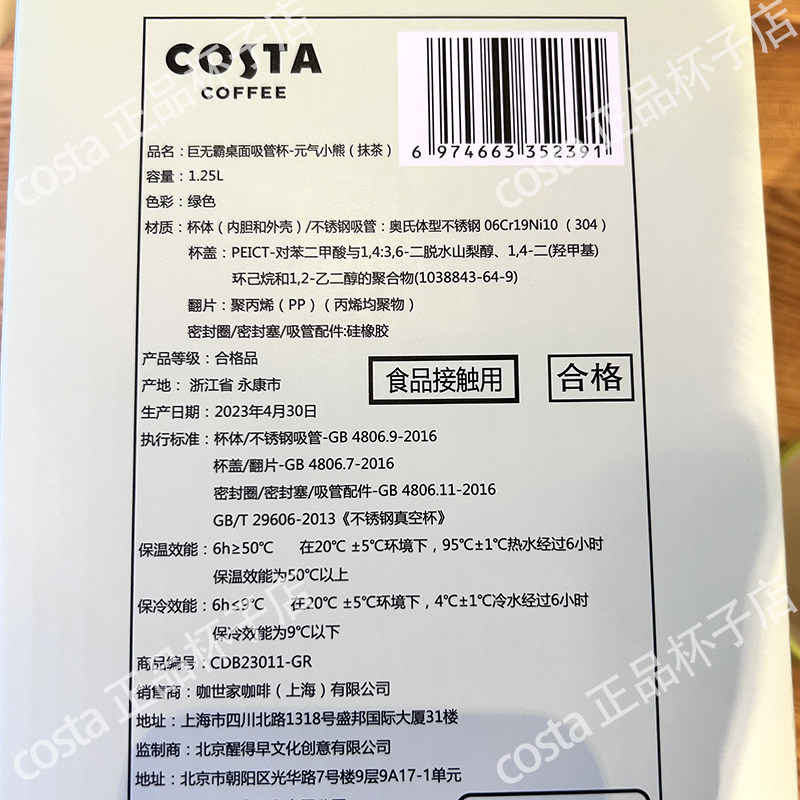 COSTA
COFFEE
6 974663 352391
品名：巨无霸桌面吸管杯-元气小熊（抹茶）
容量：1.25L
色彩：绿色
材质：杯体（内胆和外壳）/不锈钢吸管：奥氏体型不锈钢 06Cr19Ni10 （304）
杯盖：PEICT-对苯二甲酸与1,4:3,6-二脱水山梨醇、1,4-二(羟甲基)
环己烷和1,2-乙二醇的聚合物(1038843-64-9)
翻片：聚丙烯（PP）（丙烯均聚物）
密封圈/密封塞/吸管配件:硅橡胶
产品等级：合格品
产地： 浙江省 永康市
食品接触用
合格
生产日期：2023年4月30日
执行标准：杯体/不锈钢吸管-GB 4806.9-2016
杯盖/翻片-GB 4806.7-2016
密封圈/密封塞/吸管配件-GB 4806.11-2016
GB/T 29606-2013《不锈钢真空杯》
保温效能：6h≥50℃ 在20℃ ±5℃环境下，95℃±1℃热水经过6小时
保温效能为50℃以上
保冷效能：6h≤9℃ 在20℃ ±5℃环境下，4℃±1℃冷水经过6小时
保冷效能为9℃以下
商品编号：CDB23011-GR
销售商：咖世家咖啡（上海）有限公司
地址：上海市四川北路1318号盛邦国际大厦31楼
监制商：北京醒得早文化创意有限公司
地址：北京市朝阳区光华路7号楼9层9A17-1单元
costa 正品杯子店
costa 正品杯子店
costa 正品杯子店
costa 正品杯子店